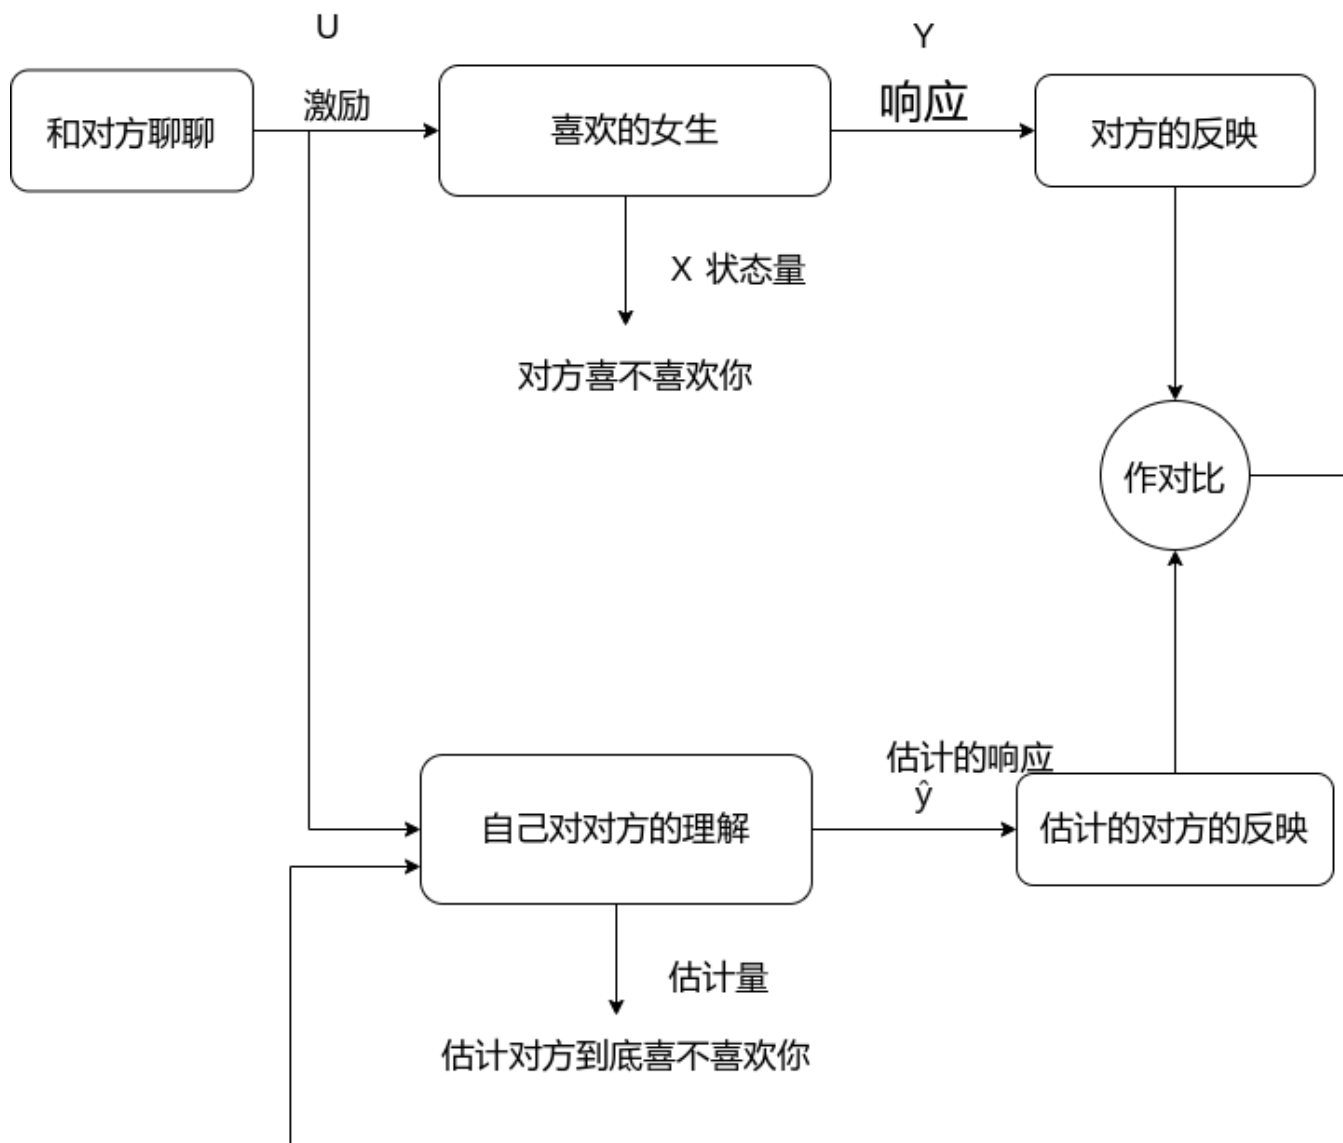 U
Y
和对方聊聊
激励
喜欢的女生
响应
对方的反映
X 状态量
对方喜不喜欢你
作对比
估计的响应
ŷ
自己对对方的理解
估计的对方的反映
估计量
估计对方到底喜不喜欢你